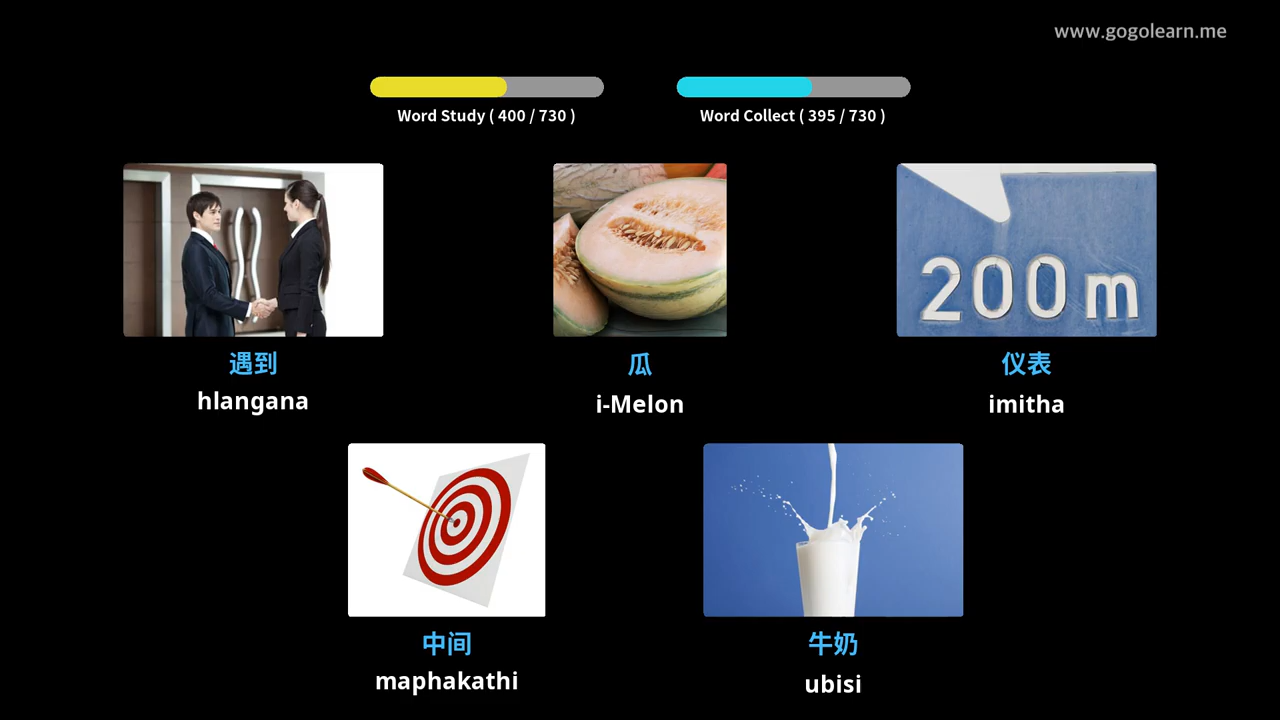 www.gogolearn.me
Word Study ( 400 / 730 )
Word Collect ( 395 / 730 )
200 m
遇到
hlangana
瓜
i-Melon
仪表
imitha
中间
maphakathi
牛奶
ubisi